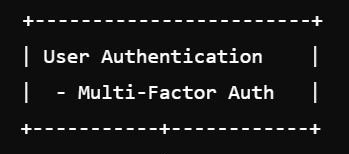 +------------------------+
| User Authentication    |
|  - Multi-Factor Auth   |
+-----------+------------+